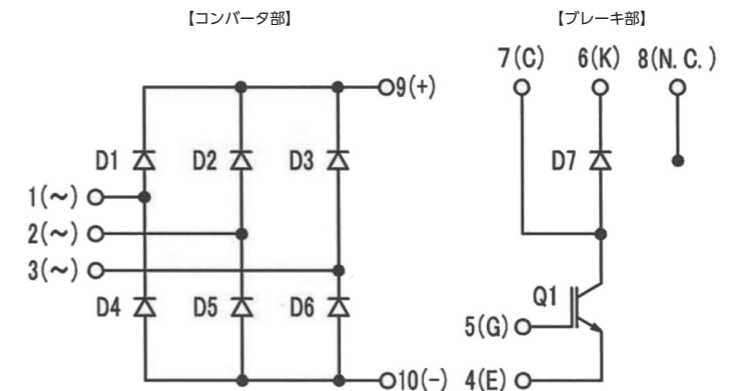 【コンバータ部】
【ブレーキ部】
7(C) 6(K) 8(N.C.)
9(+)
D1 D2 D3 D7
1(~)
2(~)
3(~)
D4 D5 D6 Q1
5(G)
10(-) 4(E)